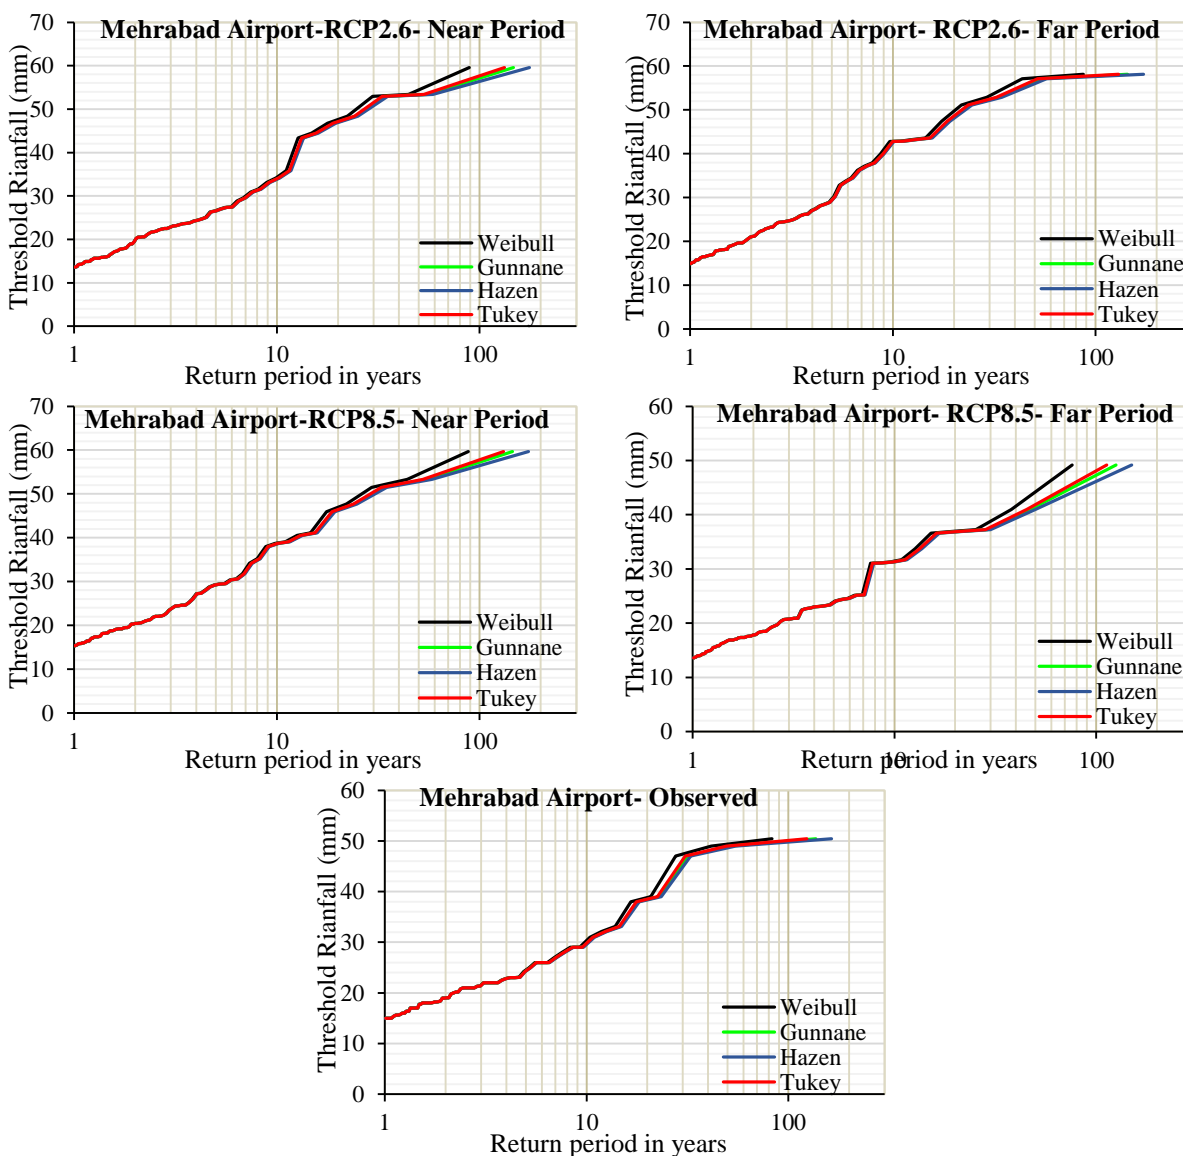 Mehrabad Airport-RCP2.6- Near Period
Threshold Rianfall (mm)
70
60
50
40
30
20
10
0
Weibull
Gunnane
Hazen
Tukey
1 10 100
Return period in years
Mehrabad Airport- RCP2.6- Far Period
Threshold Rianfall (mm)
70
60
50
40
30
20
10
0
Weibull
Gunnane
Hazen
Tukey
1 10 100
Return period in years
Mehrabad Airport-RCP8.5- Near Period
Threshold Rianfall (mm)
70
60
50
40
30
20
10
0
Weibull
Gunnane
Hazen
Tukey
1 10 100
Return period in years
Mehrabad Airport- RCP8.5- Far Period
Threshold Rianfall (mm)
60
50
40
30
20
10
0
Weibull
Gunnane
Hazen
Tukey
1 10 100
Return period in years
Mehrabad Airport- Observed
Threshold Rianfall (mm)
60
50
40
30
20
10
0
Weibull
Gunnane
Hazen
Tukey
1 10 100
Return period in years